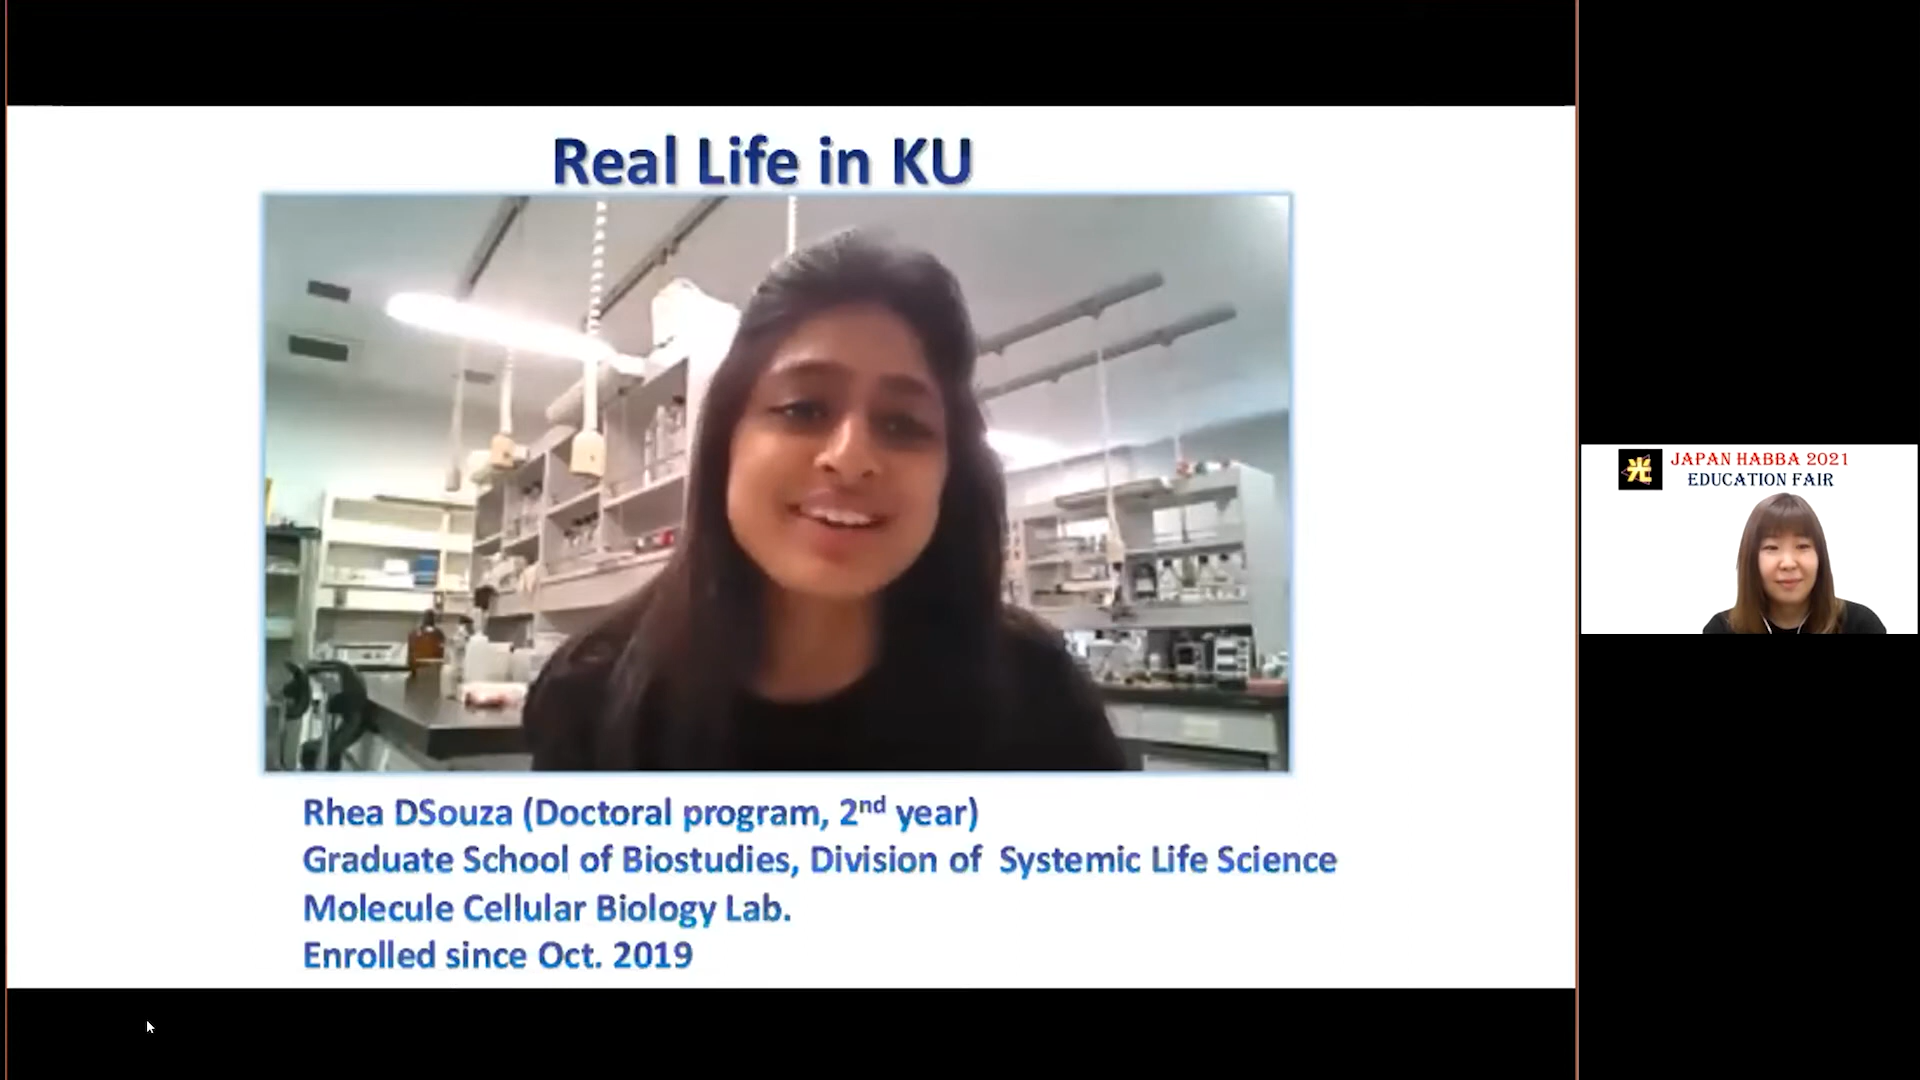 Real Life in KU
Rhea DSouza (Doctoral program, 2nd year)
Graduate School of Biostudies, Division of Systemic Life Science
Molecule Cellular Biology Lab.
Enrolled since Oct. 2019
光
JAPAN HABBA 2021
EDUCATION FAIR